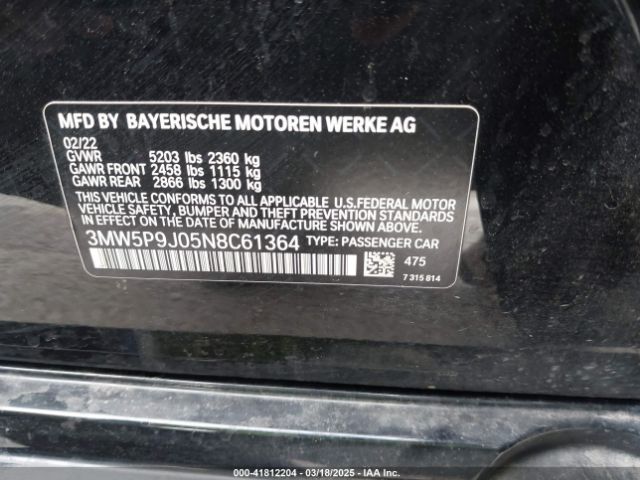 MFD BY BAYERISCHE MOTOREN WERKE AG
02/22
GVWR 5203 lbs 2360 kg
GAWR FRONT 2458 lbs 1115 kg
GAWR REAR 2866 lbs 1300 kg
THIS VEHICLE CONFORMS TO ALL APPLICABLE U.S.FEDERAL MOTOR
VEHICLE SAFETY, BUMPER AND THEFT PREVENTION STANDARDS IN
EFFECT ON THE DATE OF MANUFACTURE SHOWN ABOVE.
3MW5P9J05N8C61364 TYPE: PASSENGER CAR
475
7 315 814
000-41812204 | 03/18/2025 | IAA Inc.